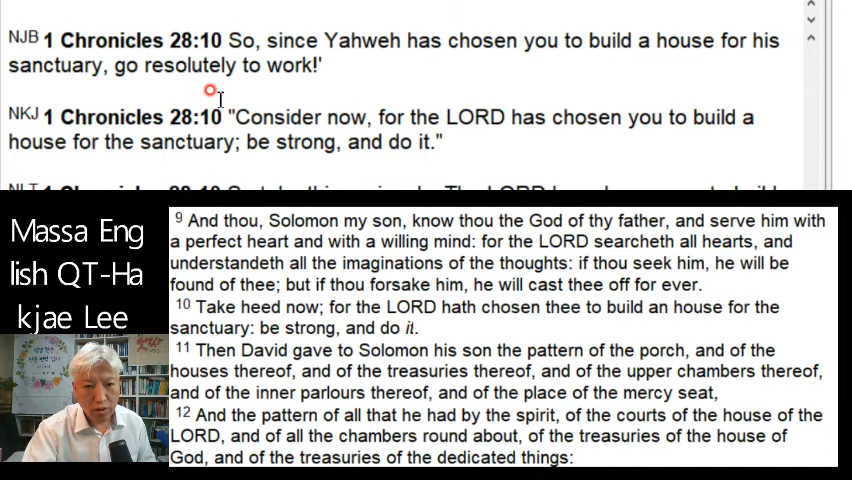 NJB 1 Chronicles 28:10 So, since Yahweh has chosen you to build a house for his
sanctuary, go resolutely to work!'
NKJ 1 Chronicles 28:10 "Consider now, for the LORD has chosen you to build a
house for the sanctuary; be strong, and do it."
NLT 1 Chronicles 28:10
Massa Eng
lish QT-Ha
kjae Lee
9 And thou, Solomon my son, know thou the God of thy father, and serve him with
a perfect heart and with a willing mind: for the LORD searcheth all hearts, and
understandeth all the imaginations of the thoughts: if thou seek him, he will be
found of thee; but if thou forsake him, he will cast thee off for ever.
10 Take heed now; for the LORD hath chosen thee to build an house for the
sanctuary: be strong, and do it.
11 Then David gave to Solomon his son the pattern of the porch, and of the
houses thereof, and of the treasuries thereof, and of the upper chambers thereof,
and of the inner parlours thereof, and of the place of the mercy seat,
12 And the pattern of all that he had by the spirit, of the courts of the house of the
LORD, and of all the chambers round about, of the treasuries of the house of
God, and of the treasuries of the dedicated things: